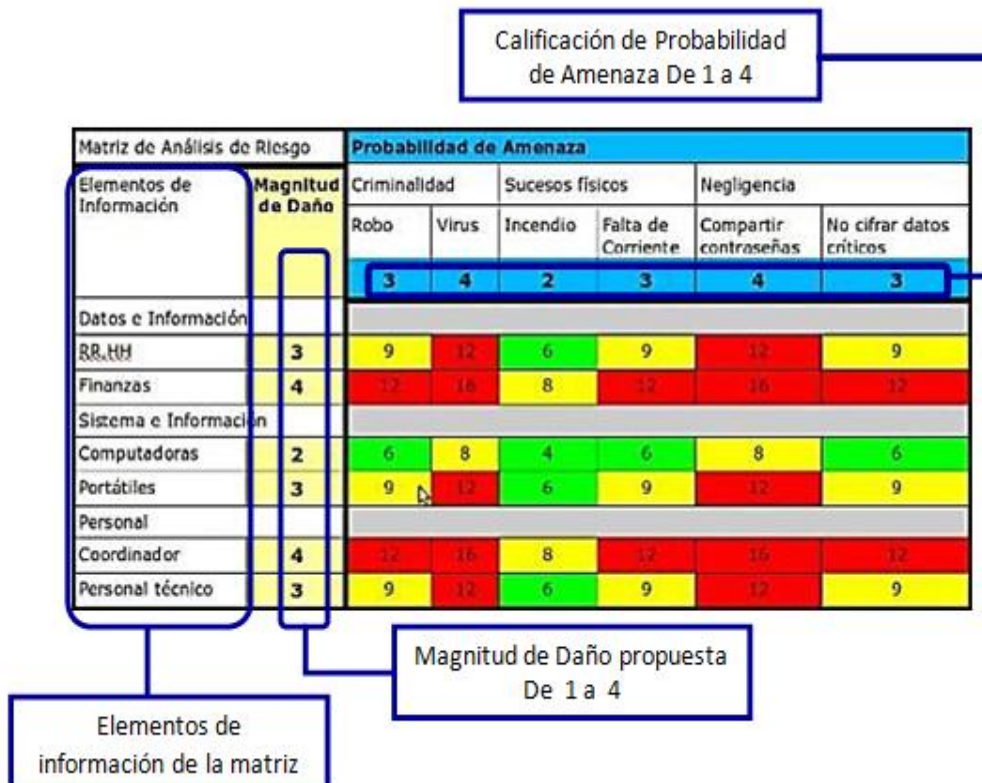 Calificación de Probabilidad
de Amenaza De 1 a 4
Matriz de Análisis de Riesgo Probabilidad de Amenaza
Elementos de
Información
Magnitud
de Daño
Criminalidad Sucesos físicos Negligencia
Robo Virus Incendio Falta de
Corriente
Compartir
contraseñas
No cifrar datos
críticos
3 4 2 3 4 3
Datos e Información
RR.HH 3 9 12 6 9 12 9
Finanzas 4 12 16 8 12 16 12
Sistema e Información
Computadoras 2 6 8 4 6 8 6
Portátiles 3 9 12 6 9 12 9
Personal
Coordinador 4 12 16 8 12 16 12
Personal técnico 3 9 12 6 9 12 9
Magnitud de Daño propuesta
De 1 a 4
Elementos de
información de la matriz